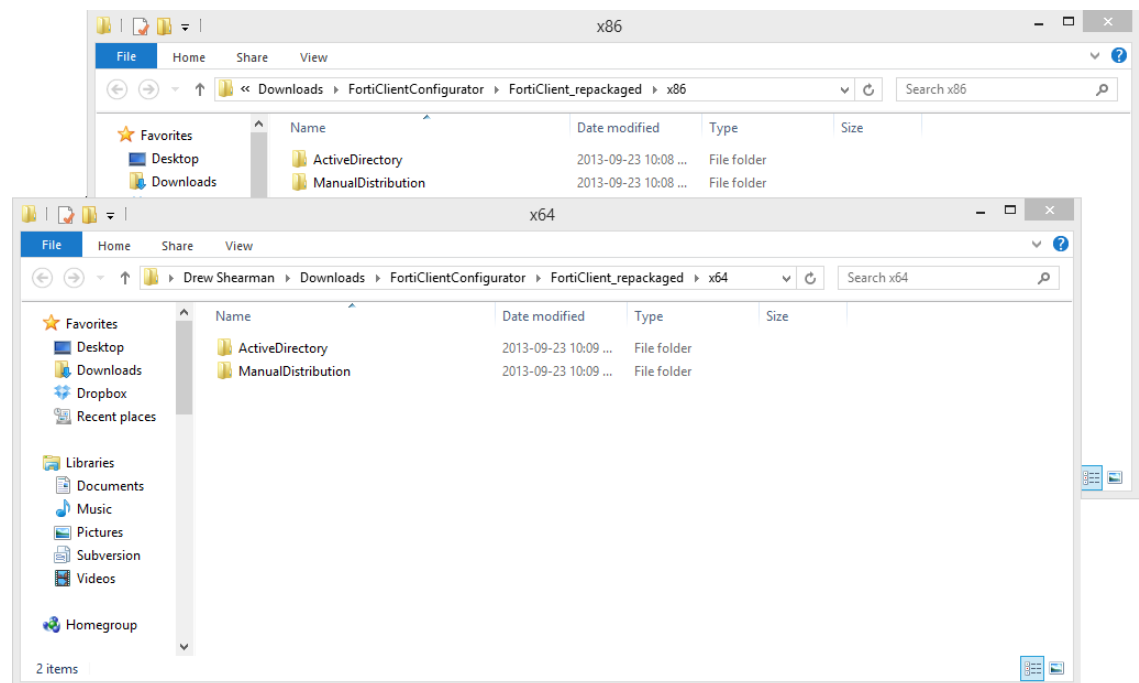 x86
File Home Share View
« Downloads FortiClientConfigurator FortiClient_repackaged x86 Search x86
Favorites Name Date modified Type Size
Desktop ActiveDirectory 2013-09-23 10:08 ... File folder
Downloads ManualDistribution 2013-09-23 10:08 ... File folder
x64
File Home Share View
Drew Shearman Downloads FortiClientConfigurator FortiClient_repackaged x64 Search x64
Favorites Name Date modified Type Size
Desktop ActiveDirectory 2013-09-23 10:09 ... File folder
Downloads ManualDistribution 2013-09-23 10:09 ... File folder
Dropbox
Recent places
Libraries
Documents
Music
Pictures
Subversion
Videos
Homegroup
2 items